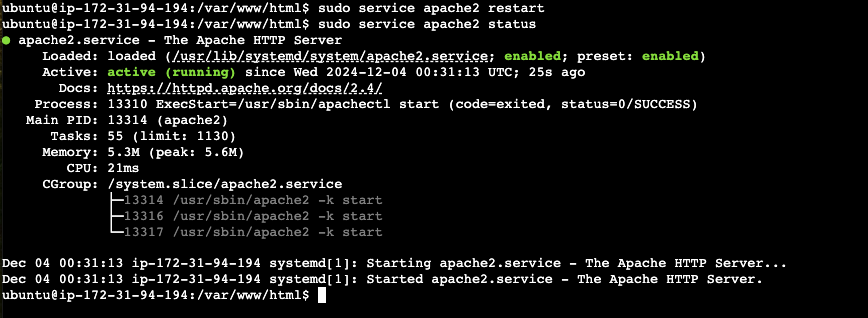 ubuntu@ip-172-31-94-194:/var/www/html$ sudo service apache2 restart
ubuntu@ip-172-31-94-194:/var/www/html$ sudo service apache2 status
● apache2.service - The Apache HTTP Server
     Loaded: loaded (/usr/lib/systemd/system/apache2.service; enabled; preset: enabled)
     Active: active (running) since Wed 2024-12-04 00:31:13 UTC; 25s ago
       Docs: https://httpd.apache.org/docs/2.4/
    Process: 13310 ExecStart=/usr/sbin/apachectl start (code=exited, status=0/SUCCESS)
   Main PID: 13314 (apache2)
      Tasks: 55 (limit: 1130)
     Memory: 5.3M (peak: 5.6M)
        CPU: 21ms
     CGroup: /system.slice/apache2.service
             ├─13314 /usr/sbin/apache2 -k start
             ├─13316 /usr/sbin/apache2 -k start
             └─13317 /usr/sbin/apache2 -k start
Dec 04 00:31:13 ip-172-31-94-194 systemd[1]: Starting apache2.service - The Apache HTTP Server...
Dec 04 00:31:13 ip-172-31-94-194 systemd[1]: Started apache2.service - The Apache HTTP Server.
ubuntu@ip-172-31-94-194:/var/www/html$